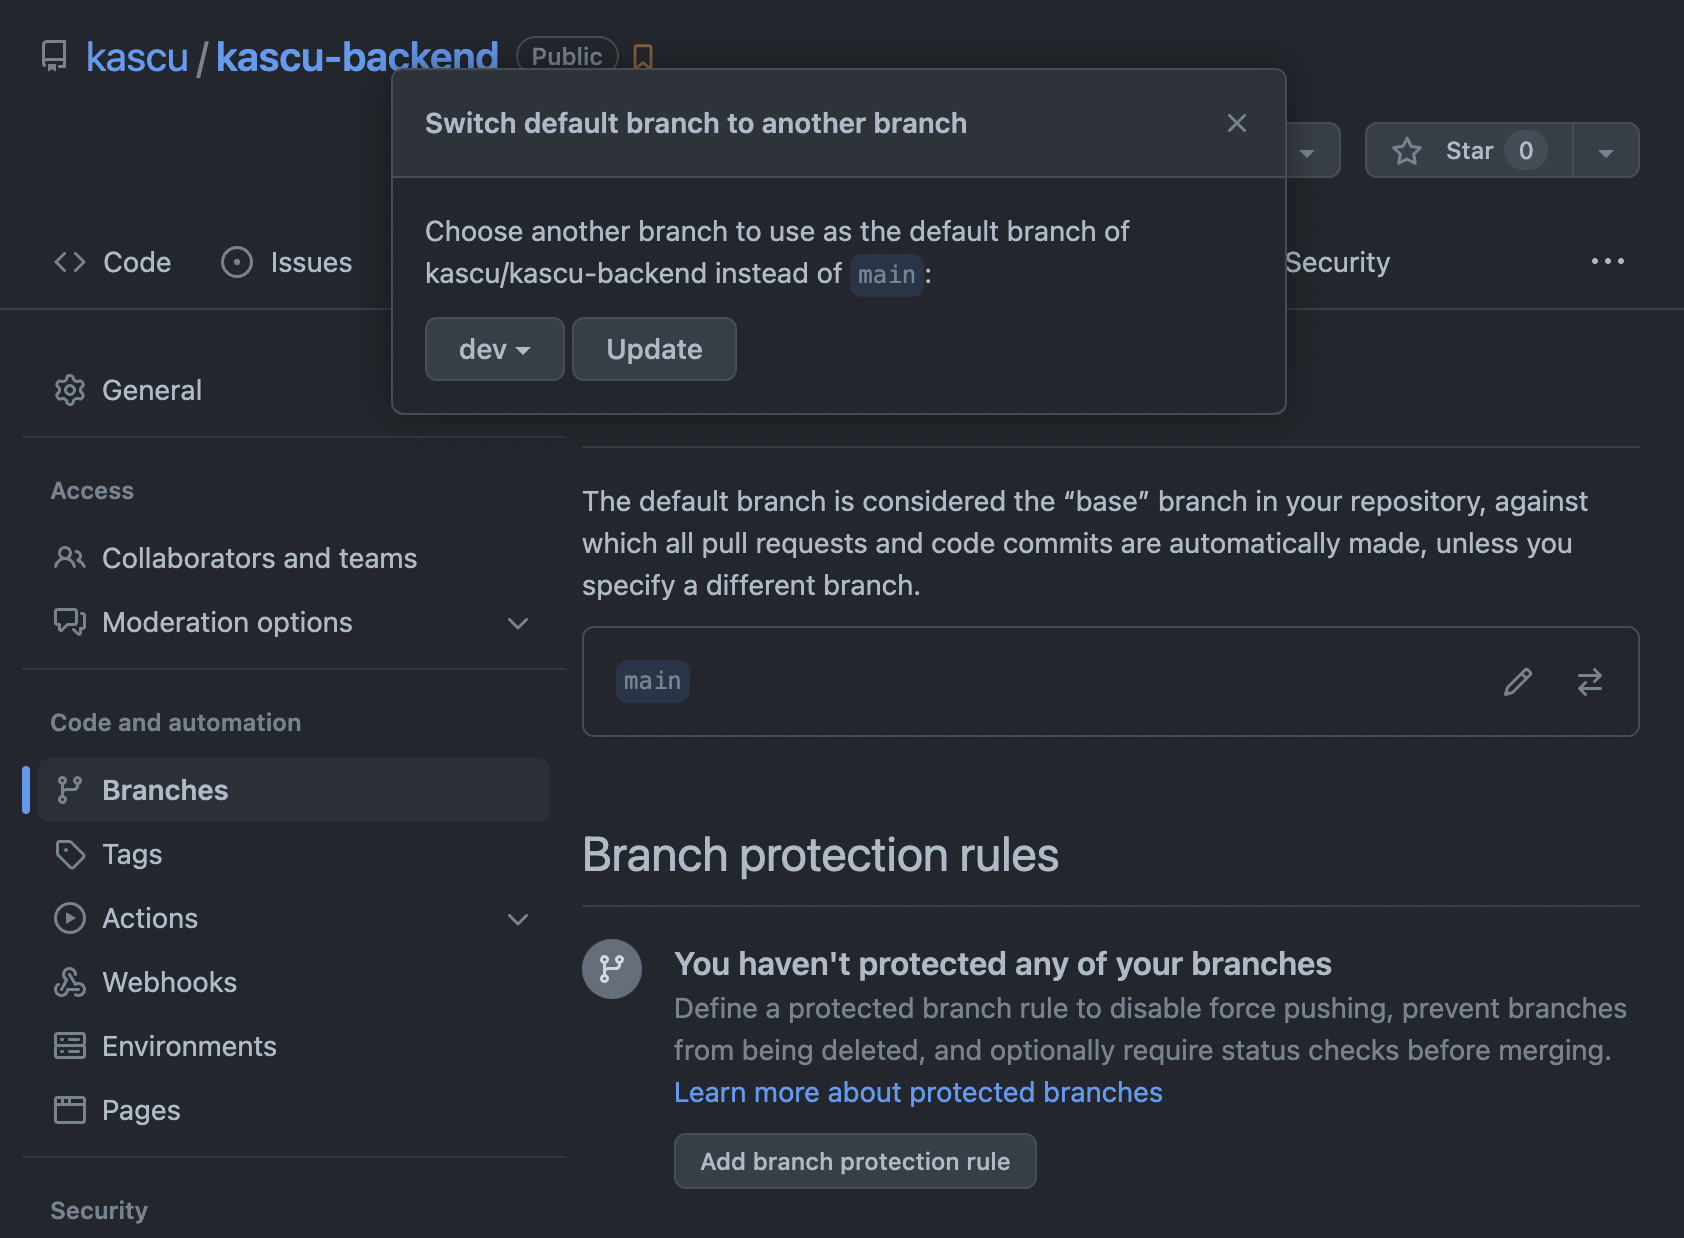 kascu / kascu-backend Public
Switch default branch to another branch
Star 0
Choose another branch to use as the default branch of
kascu/kascu-backend instead of main:
Code Issues Security
dev Update
General
Access
The default branch is considered the “base” branch in your repository, against
which all pull requests and code commits are automatically made, unless you
specify a different branch.
Collaborators and teams
Moderation options
main
Code and automation
Branches
Tags
Actions
Webhooks
Environments
Pages
Security
Branch protection rules
You haven't protected any of your branches
Define a protected branch rule to disable force pushing, prevent branches
from being deleted, and optionally require status checks before merging.
Learn more about protected branches
Add branch protection rule